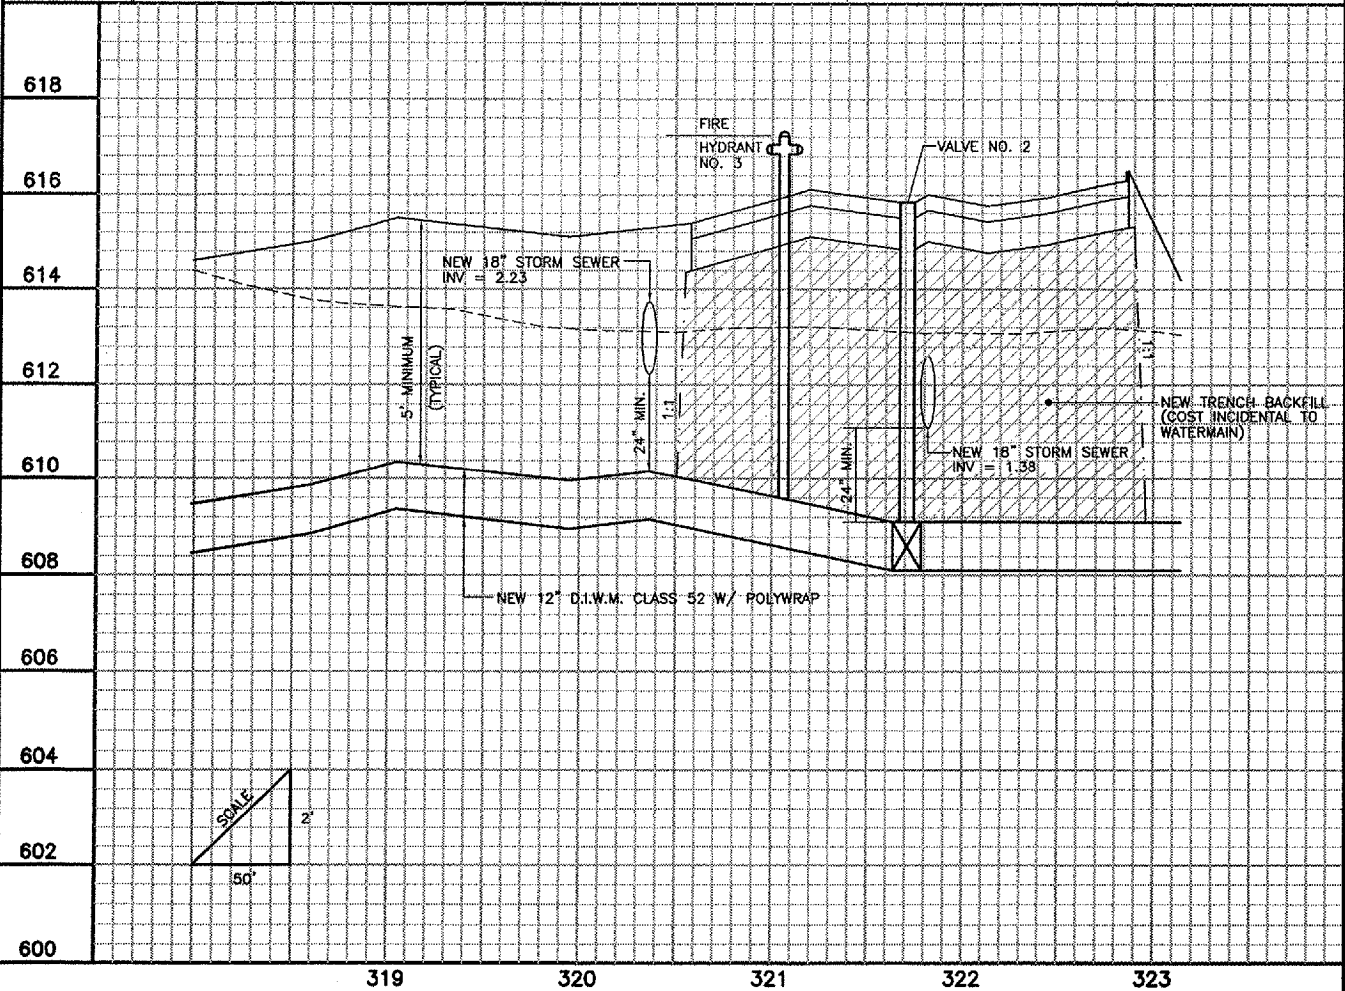 618
616
614
612
610
608
606
604
602
600
FIRE
HYDRANT
NO. 3
VALVE NO. 2
NEW 18" STORM SEWER
INV = 2.23
5' MINIMUM
(TYPICAL)
24" MIN.
1:1
1:1
NEW TRENCH BACKFILL
(COST INCIDENTAL TO
WATERMAIN)
24" MIN.
NEW 18" STORM SEWER
INV = 1.38
NEW 12" D.I.W.M. CLASS 52 W/ POLYWRAP
SCALE
2'
50'
319
320
321
322
323